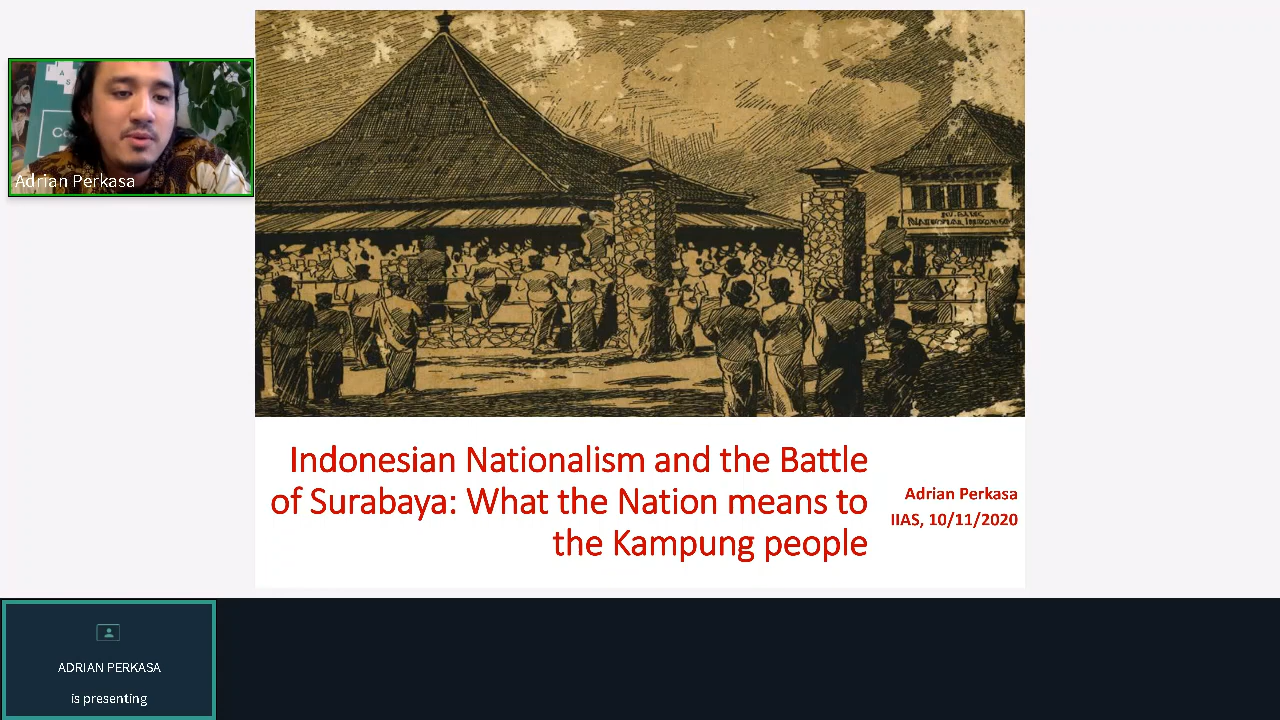 Adrian Perkasa
Indonesian Nationalism and the Battle
of Surabaya: What the Nation means to
the Kampung people
Adrian Perkasa
IIAS, 10/11/2020
ADRIAN PERKASA
is presenting